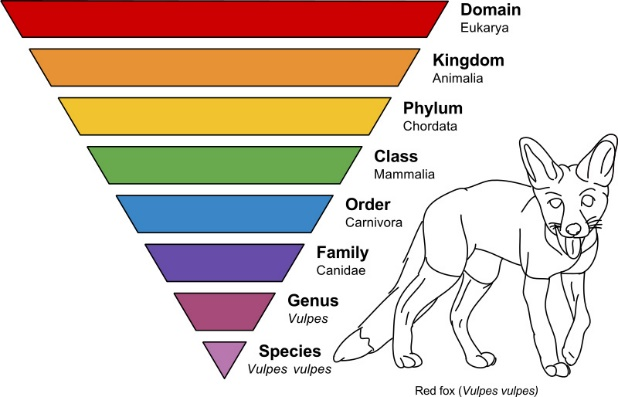 Domain
Eukarya
Kingdom
Animalia
Phylum
Chordata
Class
Mammalia
Order
Carnivora
Family
Canidae
Genus
Vulpes
Species
Vulpes vulpes
Red fox (Vulpes vulpes)